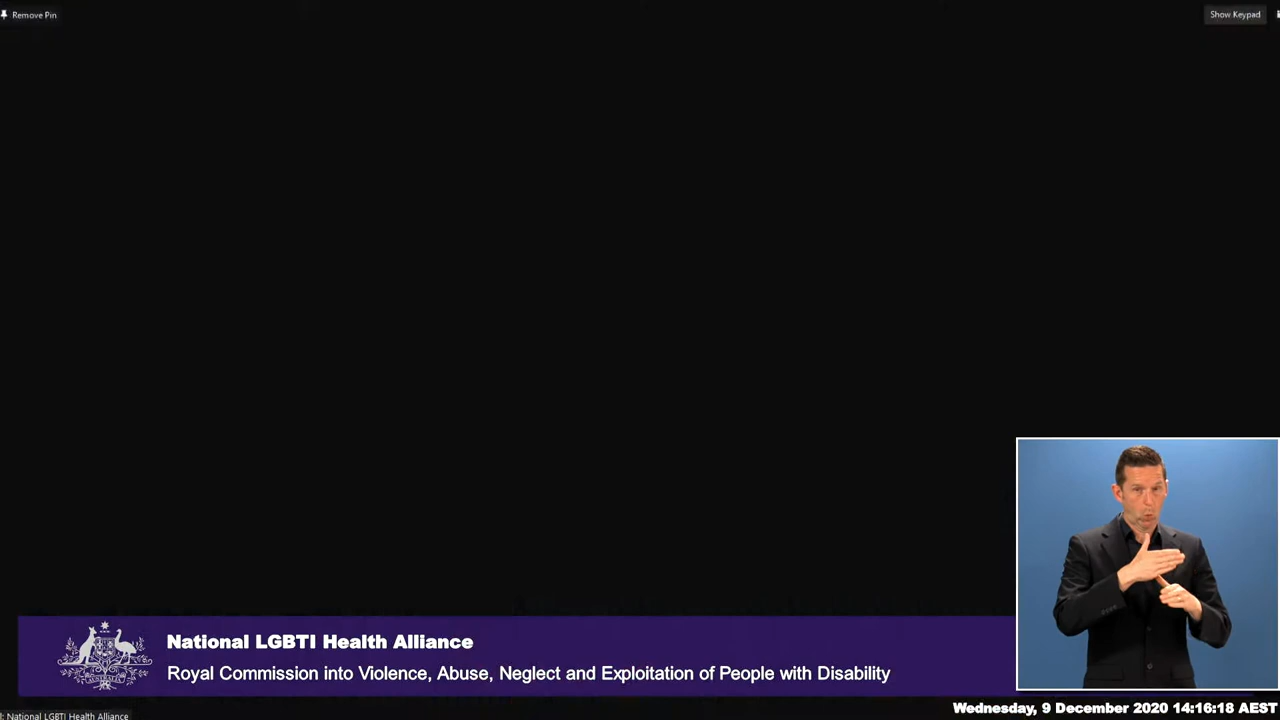 Remove Pin
Show Keypad
National LGBTI Health Alliance
Royal Commission into Violence, Abuse, Neglect and Exploitation of People with Disability
AUSTRALIA
Wednesday, 9 December 2020 14:16:18 AEST
l: National LGBTI Health Alliance